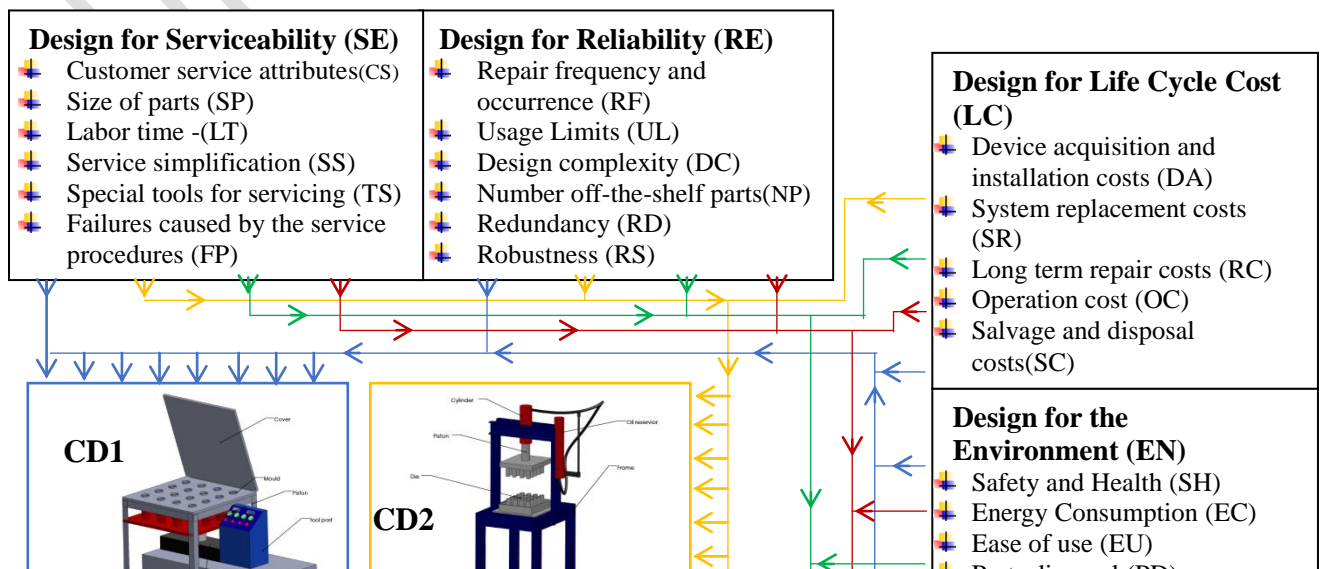 Design for Serviceability (SE)
Customer service attributes(CS)
Size of parts (SP)
Labor time -(LT)
Service simplification (SS)
Special tools for servicing (TS)
Failures caused by the service
procedures (FP)
Design for Reliability (RE)
Repair frequency and
occurrence (RF)
Usage Limits (UL)
Design complexity (DC)
Number off-the-shelf parts(NP)
Redundancy (RD)
Robustness (RS)
Design for Life Cycle Cost
(LC)
Device acquisition and
installation costs (DA)
System replacement costs
(SR)
Long term repair costs (RC)
Operation cost (OC)
Salvage and disposal
costs(SC)
Design for the
Environment (EN)
Safety and Health (SH)
Energy Consumption (EC)
Ease of use (EU)
CD1
Cover
Mould
Piston
tool post
CD2
Cylinder
Oil reservior
Piston
Die
Frame